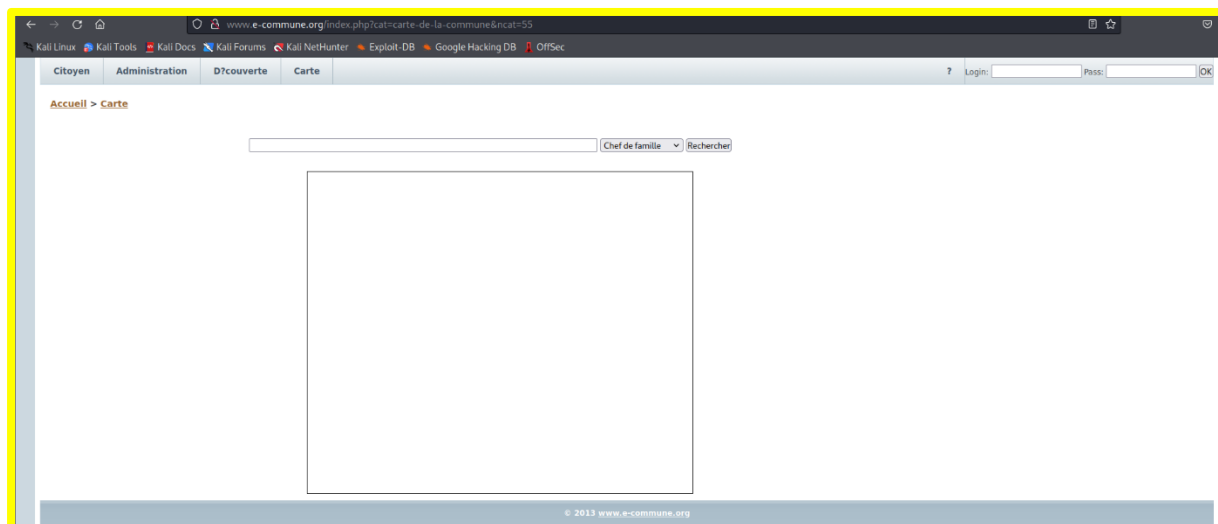 www.e-commune.org/index.php?cat=carte-de-la-commune&ncat=55
Kali Linux Kali Tools Kali Docs Kali Forums Kali NetHunter Exploit-DB Google Hacking DB OffSec
Citoyen Administration D?couverte Carte ? Login: Pass: OK
Accueil > Carte
Chef de famille Rechercher
© 2013 www.e-commune.org